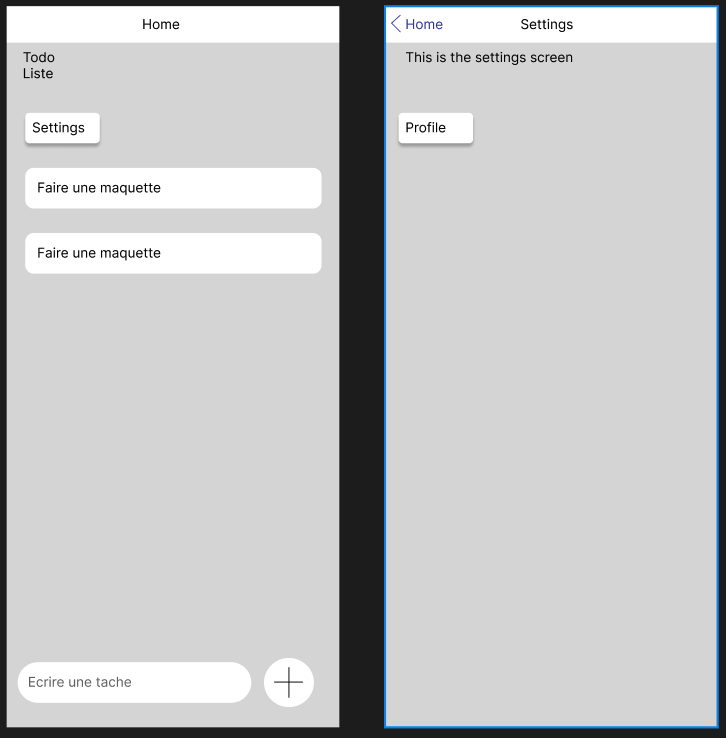 Home
Todo
Liste
Settings
Faire une maquette
Faire une maquette
Ecrire une tache
Home
Settings
This is the settings screen
Profile